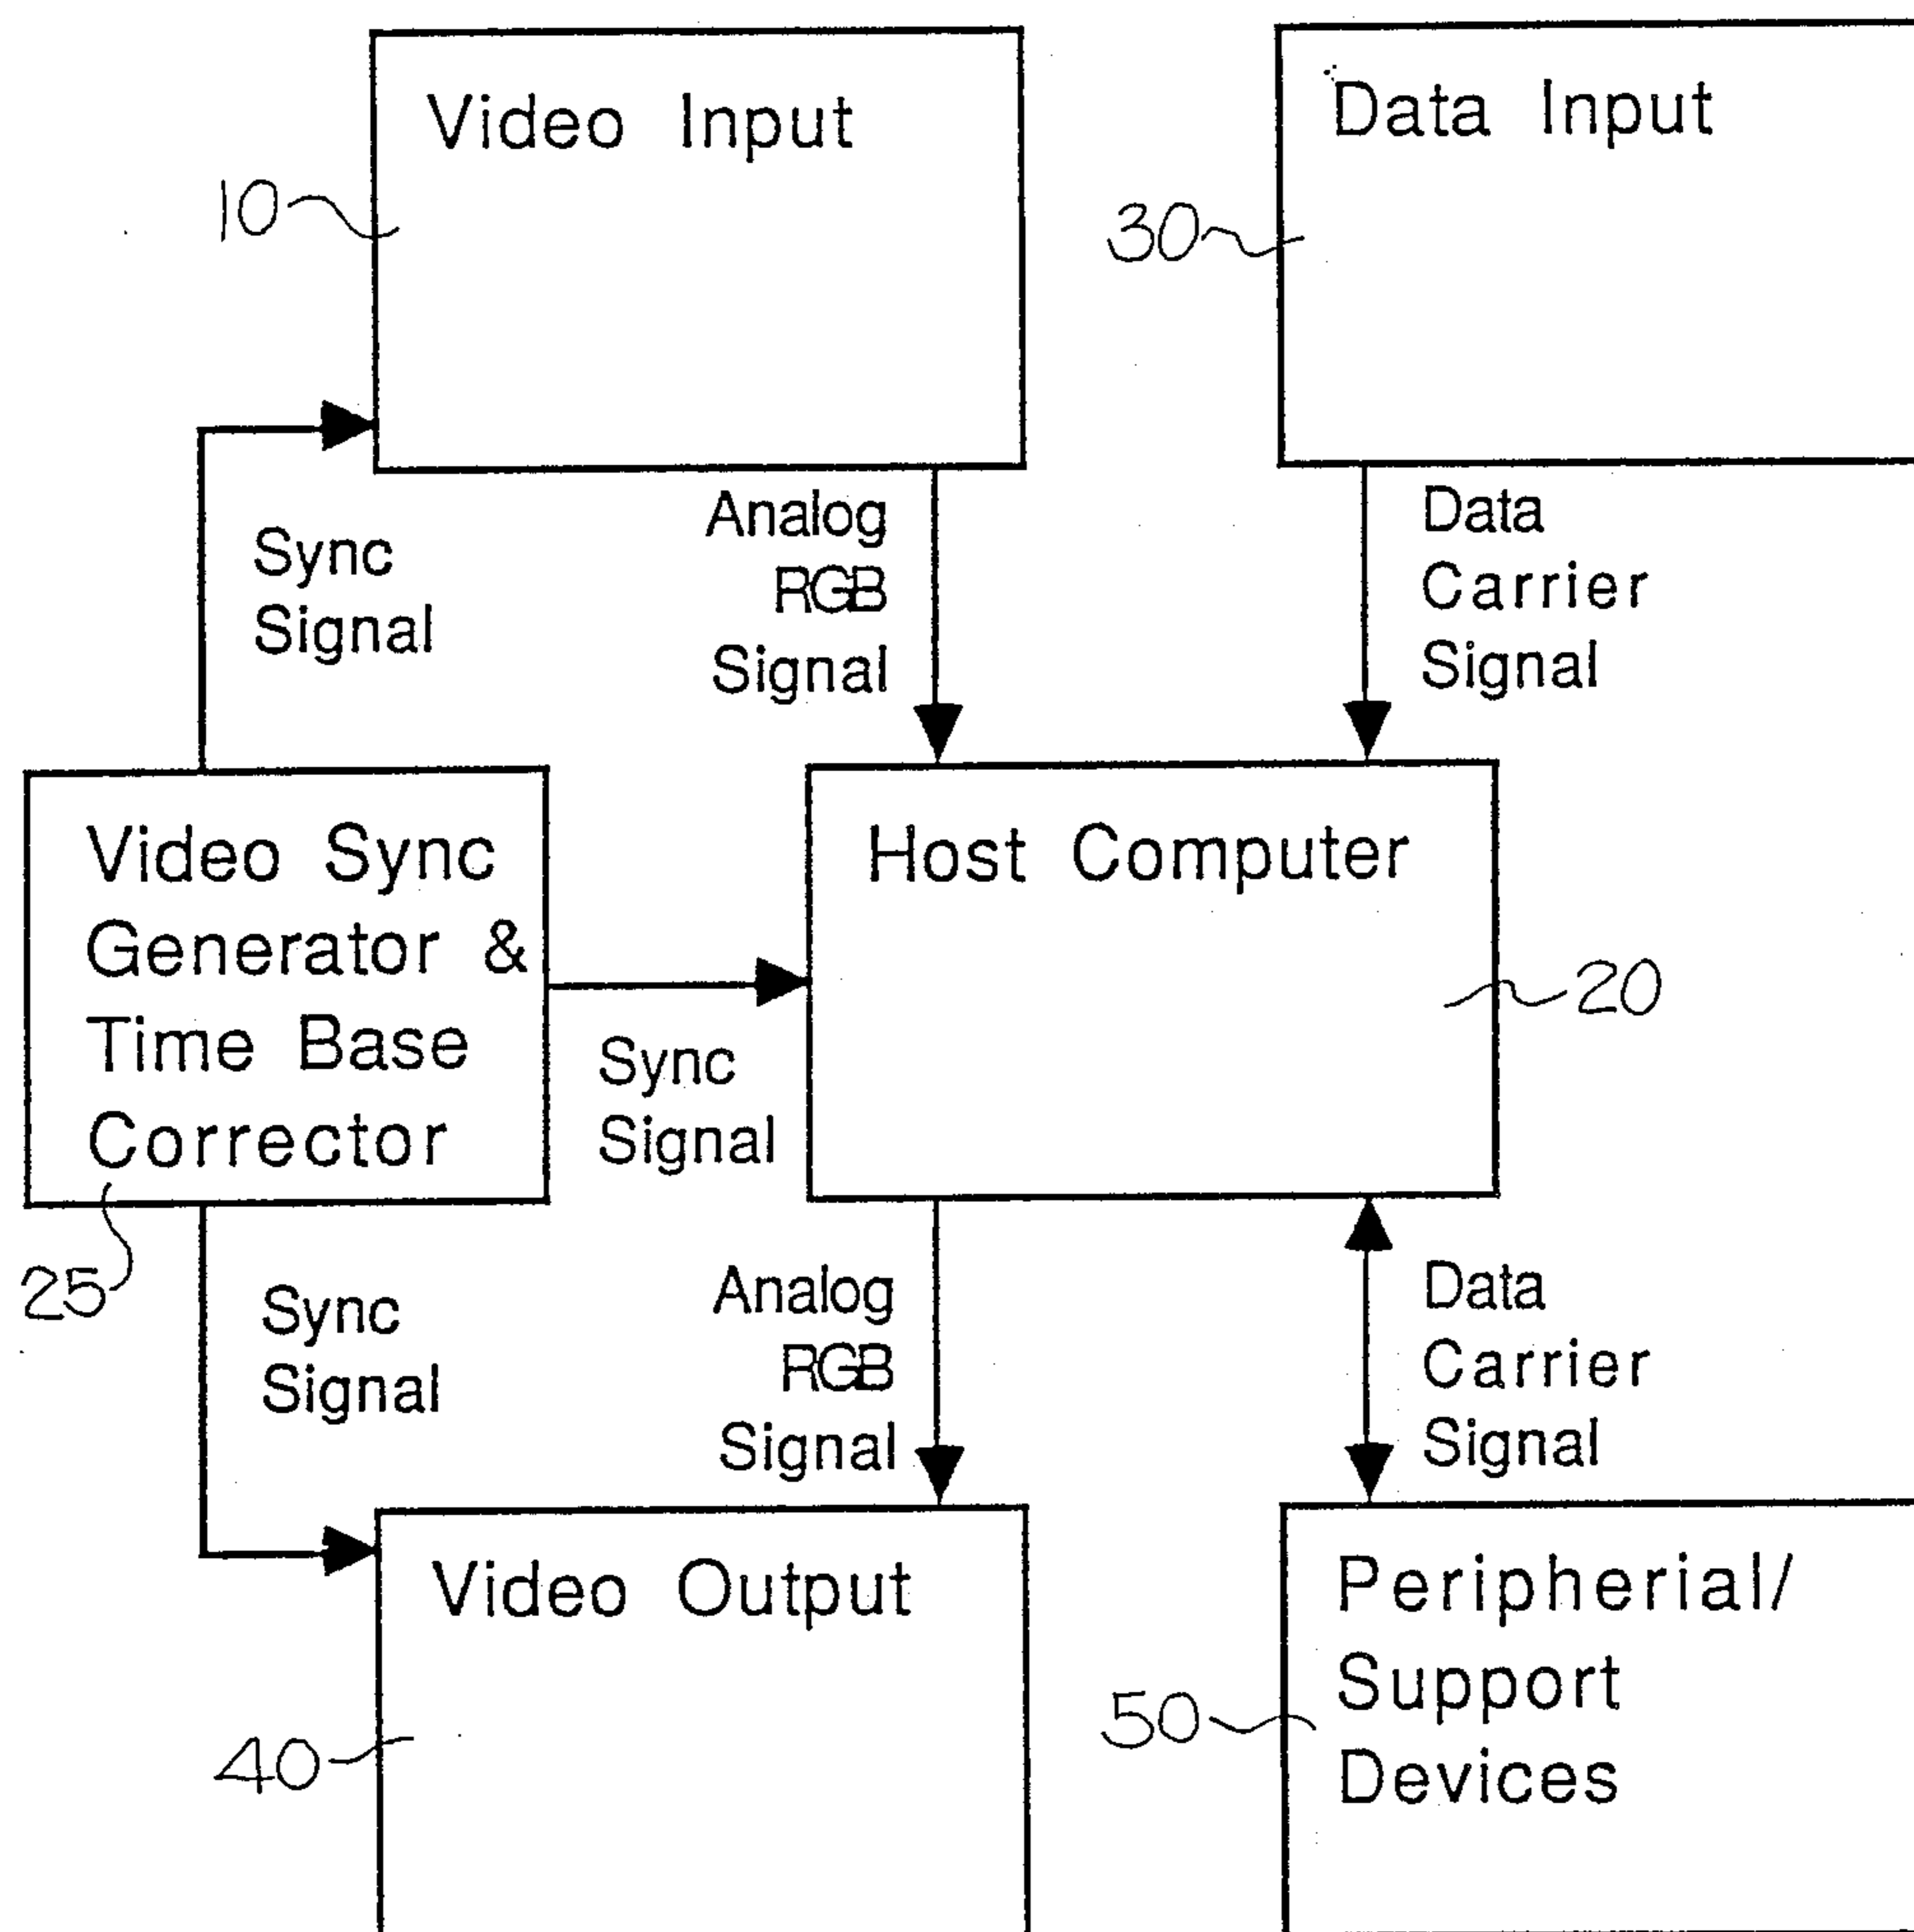 Video Input
Data Input
10
30
Sync
Signal
Analog
RGB
Signal
Data
Carrier
Signal
Video Sync
Generator &
Time Base
Corrector
Host Computer
20
Sync
Signal
25
Sync
Signal
Analog
RGB
Signal
Data
Carrier
Signal
Video Output
Peripherial/
Support
Devices
40
50